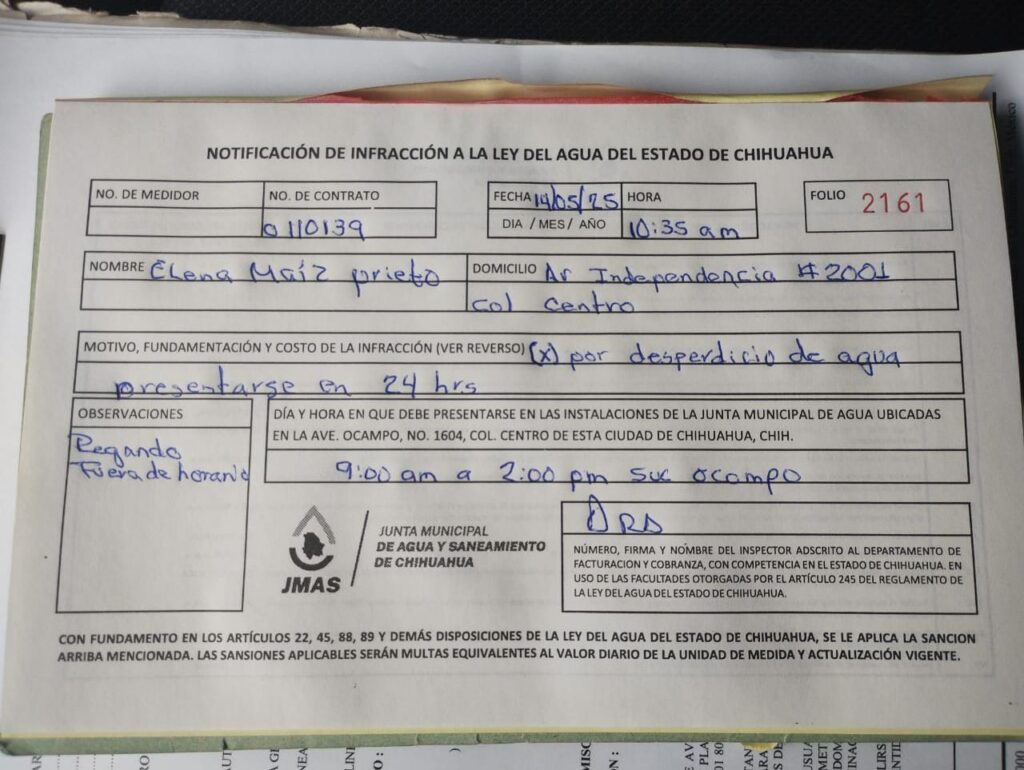 NOTIFICACIÓN DE INFRACCIÓN A LA LEY DEL AGUA DEL ESTADO DE CHIHUAHUA
NO. DE MEDIDOR
NO. DE CONTRATO
0110139
FECHA 14/05/25
DIA / MES / AÑO
HORA
10:35 am
FOLIO 2161
NOMBRE Elena Maíz prieto
DOMICILIO Av Independencia #2001
col centro
MOTIVO, FUNDAMENTACIÓN Y COSTO DE LA INFRACCIÓN (VER REVERSO) (x) por desperdicio de agua
presentarse en 24 hrs
OBSERVACIONES
Regando
Fuera de horario
DÍA Y HORA EN QUE DEBE PRESENTARSE EN LAS INSTALACIONES DE LA JUNTA MUNICIPAL DE AGUA UBICADAS
EN LA AVE. OCAMPO, NO. 1604, COL. CENTRO DE ESTA CIUDAD DE CHIHUAHUA, CHIH.
9:00 am a 2:00 pm suc ocampo
JMAS
JUNTA MUNICIPAL
DE AGUA Y SANEAMIENTO
DE CHIHUAHUA
NÚMERO, FIRMA Y NOMBRE DEL INSPECTOR ADSCRITO AL DEPARTAMENTO DE
FACTURACION Y COBRANZA, CON COMPETENCIA EN EL ESTADO DE CHIHUAHUA. EN
USO DE LAS FACULTADES OTORGADAS POR EL ARTÍCULO 245 DEL REGLAMENTO DE
LA LEY DEL AGUA DEL ESTADO DE CHIHUAHUA.
CON FUNDAMENTO EN LOS ARTÍCULOS 22, 45, 88, 89 Y DEMÁS DISPOSICIONES DE LA LEY DEL AGUA DEL ESTADO DE CHIHUAHUA, SE LE APLICA LA SANCION
ARRIBA MENCIONADA. LAS SANSIONES APLICABLES SERÁN MULTAS EQUIVALENTES AL VALOR DIARIO DE LA UNIDAD DE MEDIDA Y ACTUALIZACIÓN VIGENTE.